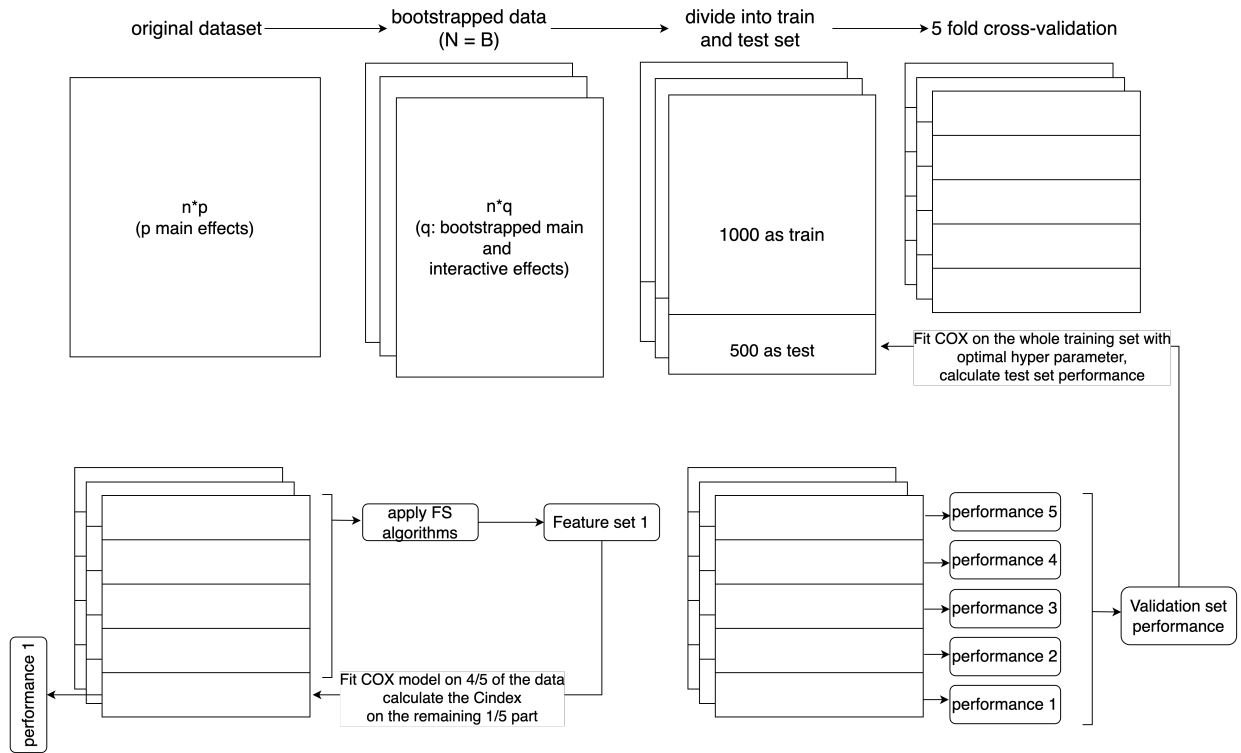 original dataset
bootstrapped data
(N = B)
divide into train
and test set
5 fold cross-validation
n*p
(p main effects)
n*q
(q: bootstrapped main
and
interactive effects)
1000 as train
500 as test
Fit COX on the whole training set with
optimal hyper parameter,
calculate test set performance
apply FS
algorithms
Feature set 1
Fit COX model on 4/5 of the data
calculate the Cindex
on the remaining 1/5 part
performance 1
performance 5
performance 4
performance 3
performance 2
performance 1
Validation set
performance